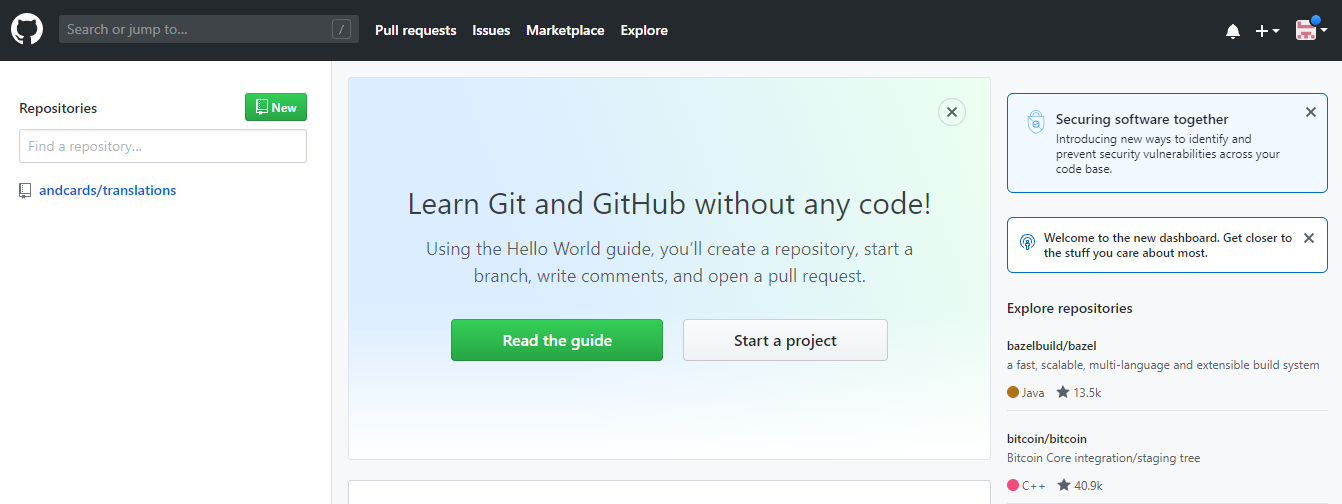 Search or jump to... /
Pull requests
Issues
Marketplace
Explore
Repositories
New
Find a repository...
andcards/translations
Learn Git and GitHub without any code!
Using the Hello World guide, you’ll create a repository, start a
branch, write comments, and open a pull request.
Read the guide
Start a project
Securing software together
Introducing new ways to identify and
prevent security vulnerabilities across your
code base.
Welcome to the new dashboard. Get closer to
the stuff you care about most.
Explore repositories
bazelbuild/bazel
a fast, scalable, multi-language and extensible build system
Java 13.5k
bitcoin/bitcoin
Bitcoin Core integration/staging tree
C++ 40.9k